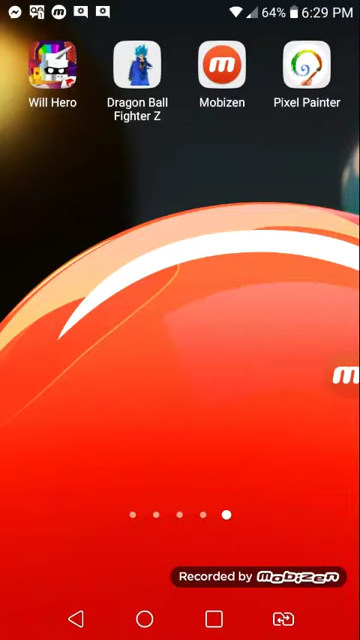 64% 6:29 PM
Will Hero
Dragon Ball
Fighter Z
Mobizen
Pixel Painter
Recorded by mobizen